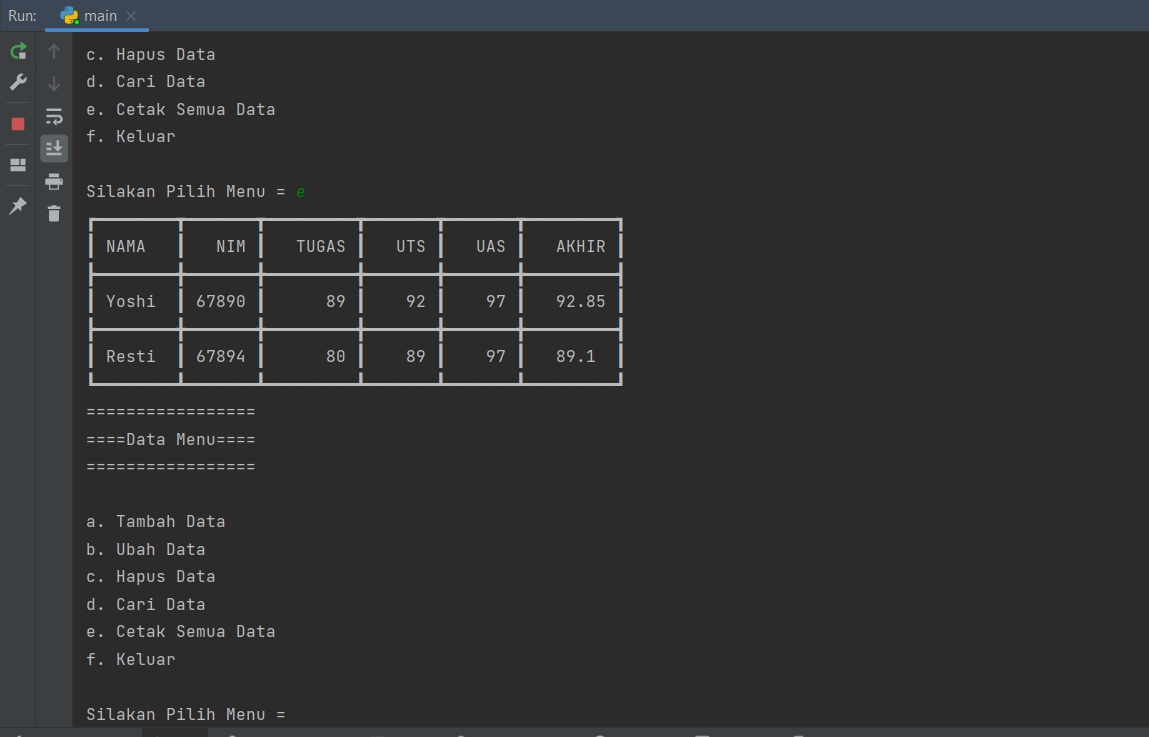 Run: main
c. Hapus Data
d. Cari Data
e. Cetak Semua Data
f. Keluar
Silakan Pilih Menu = e
NAMA NIM TUGAS UTS UAS AKHIR
Yoshi 67890 89 92 97 92.85
Resti 67894 80 89 97 89.1
=================
====Data Menu====
=================
a. Tambah Data
b. Ubah Data
c. Hapus Data
d. Cari Data
e. Cetak Semua Data
f. Keluar
Silakan Pilih Menu =